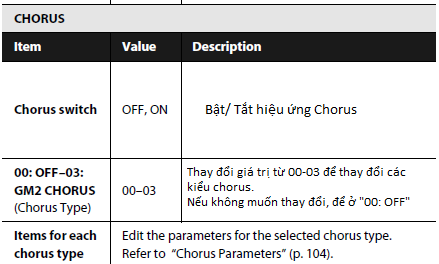 CHORUS
Item Value Description
Chorus switch OFF, ON Bật/ Tắt hiệu ứng Chorus
00: OFF–03:
GM2 CHORUS
(Chorus Type)
00–03
Thay đổi giá trị từ 00-03 để thay đổi các
kiểu chorus.
Nếu không muốn thay đổi, để ở "00: OFF"
Items for each
chorus type
Edit the parameters for the selected chorus type.
Refer to “Chorus Parameters” (p. 104).